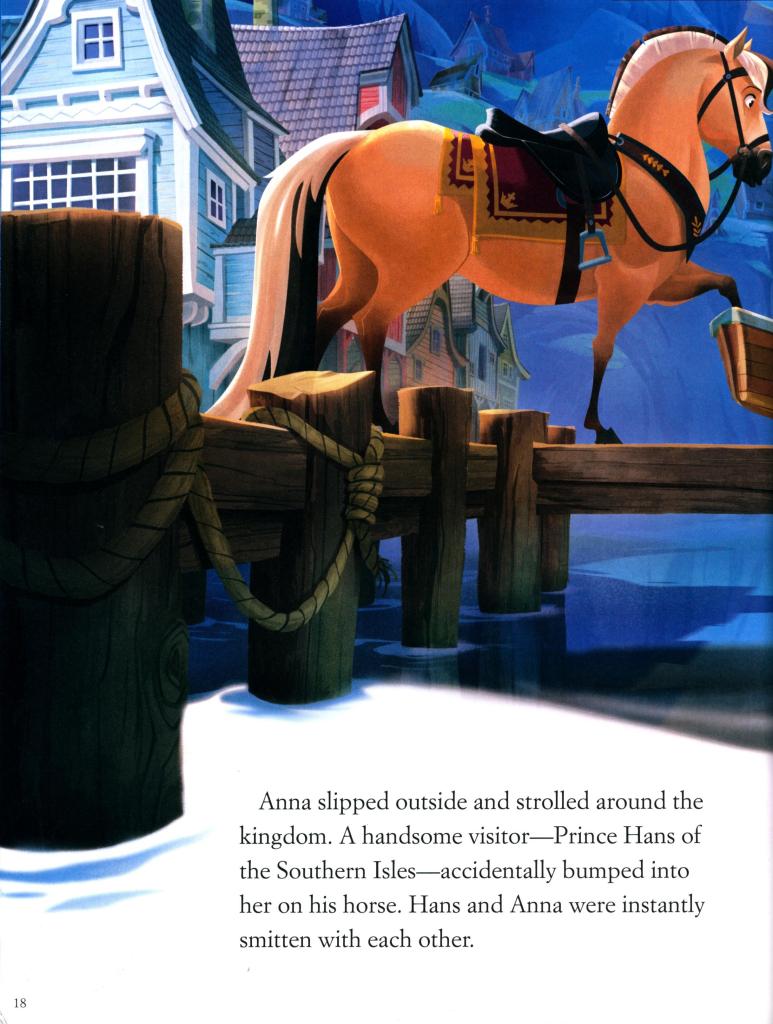 Anna slipped outside and strolled around the
kingdom. A handsome visitor—Prince Hans of
the Southern Isles—accidentally bumped into
her on his horse. Hans and Anna were instantly
smitten with each other.
18